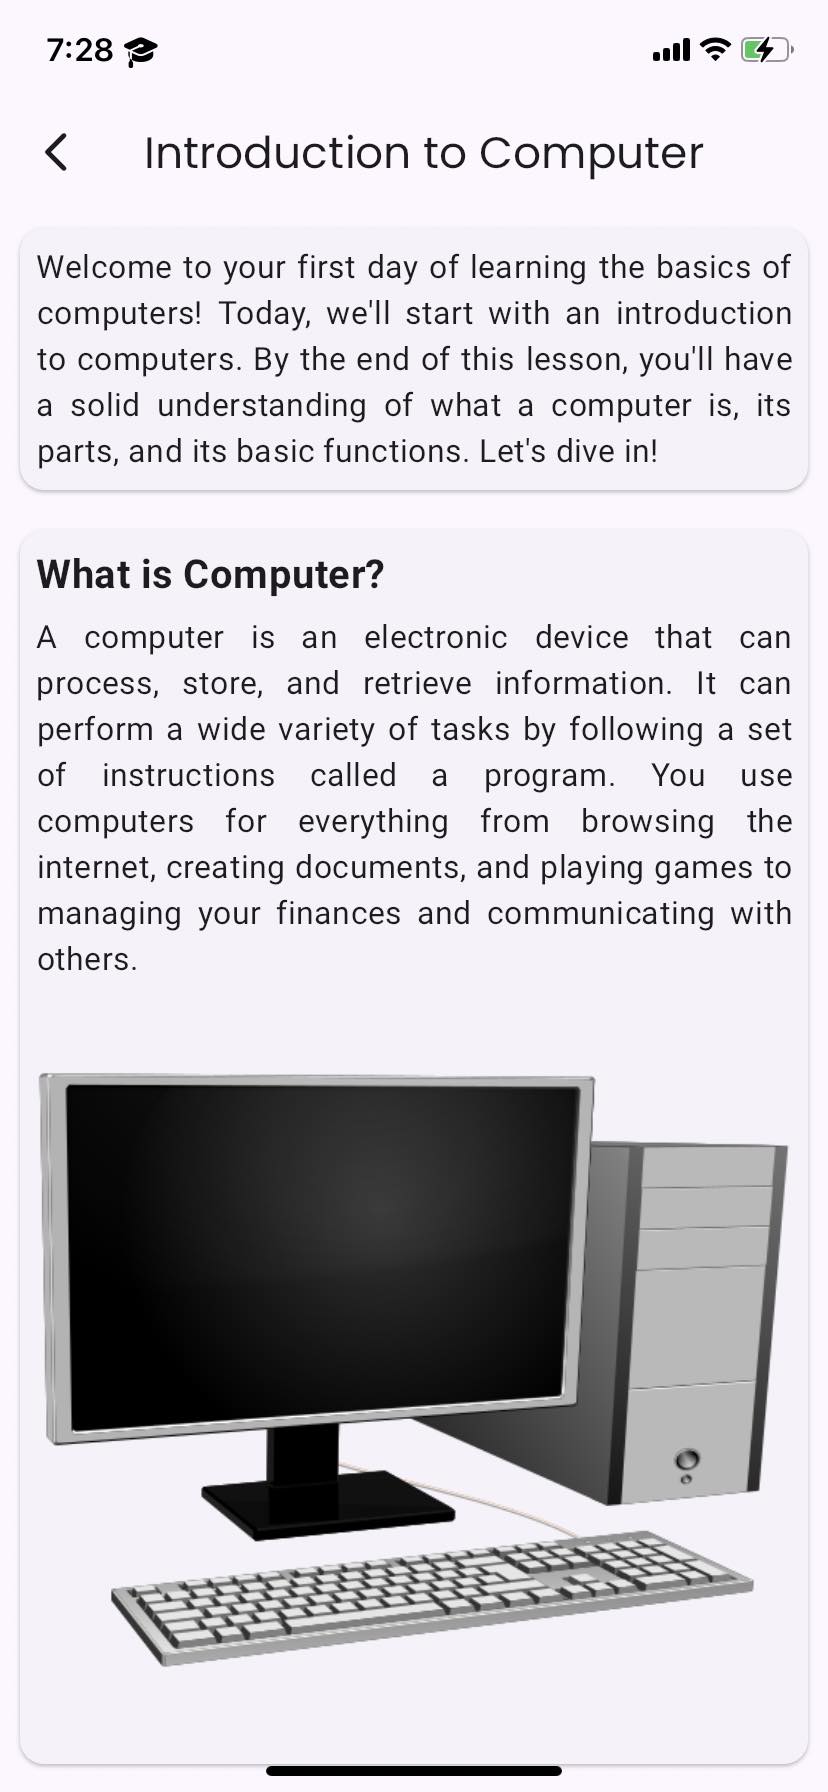 7:28
Introduction to Computer
Welcome to your first day of learning the basics of
computers! Today, we'll start with an introduction
to computers. By the end of this lesson, you'll have
a solid understanding of what a computer is, its
parts, and its basic functions. Let's dive in!
What is Computer?
A computer is an electronic device that can
process, store, and retrieve information. It can
perform a wide variety of tasks by following a set
of instructions called a program. You use
computers for everything from browsing the
internet, creating documents, and playing games to
managing your finances and communicating with
others.